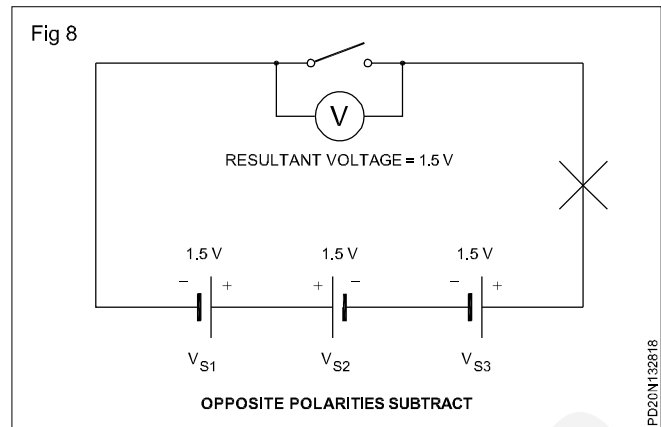 Fig 8
V
RESULTANT VOLTAGE = 1.5 V
1.5 V 1.5 V 1.5 V
– + + – – +
VS1 VS2 VS3
OPPOSITE POLARITIES SUBTRACT
PD20N132818